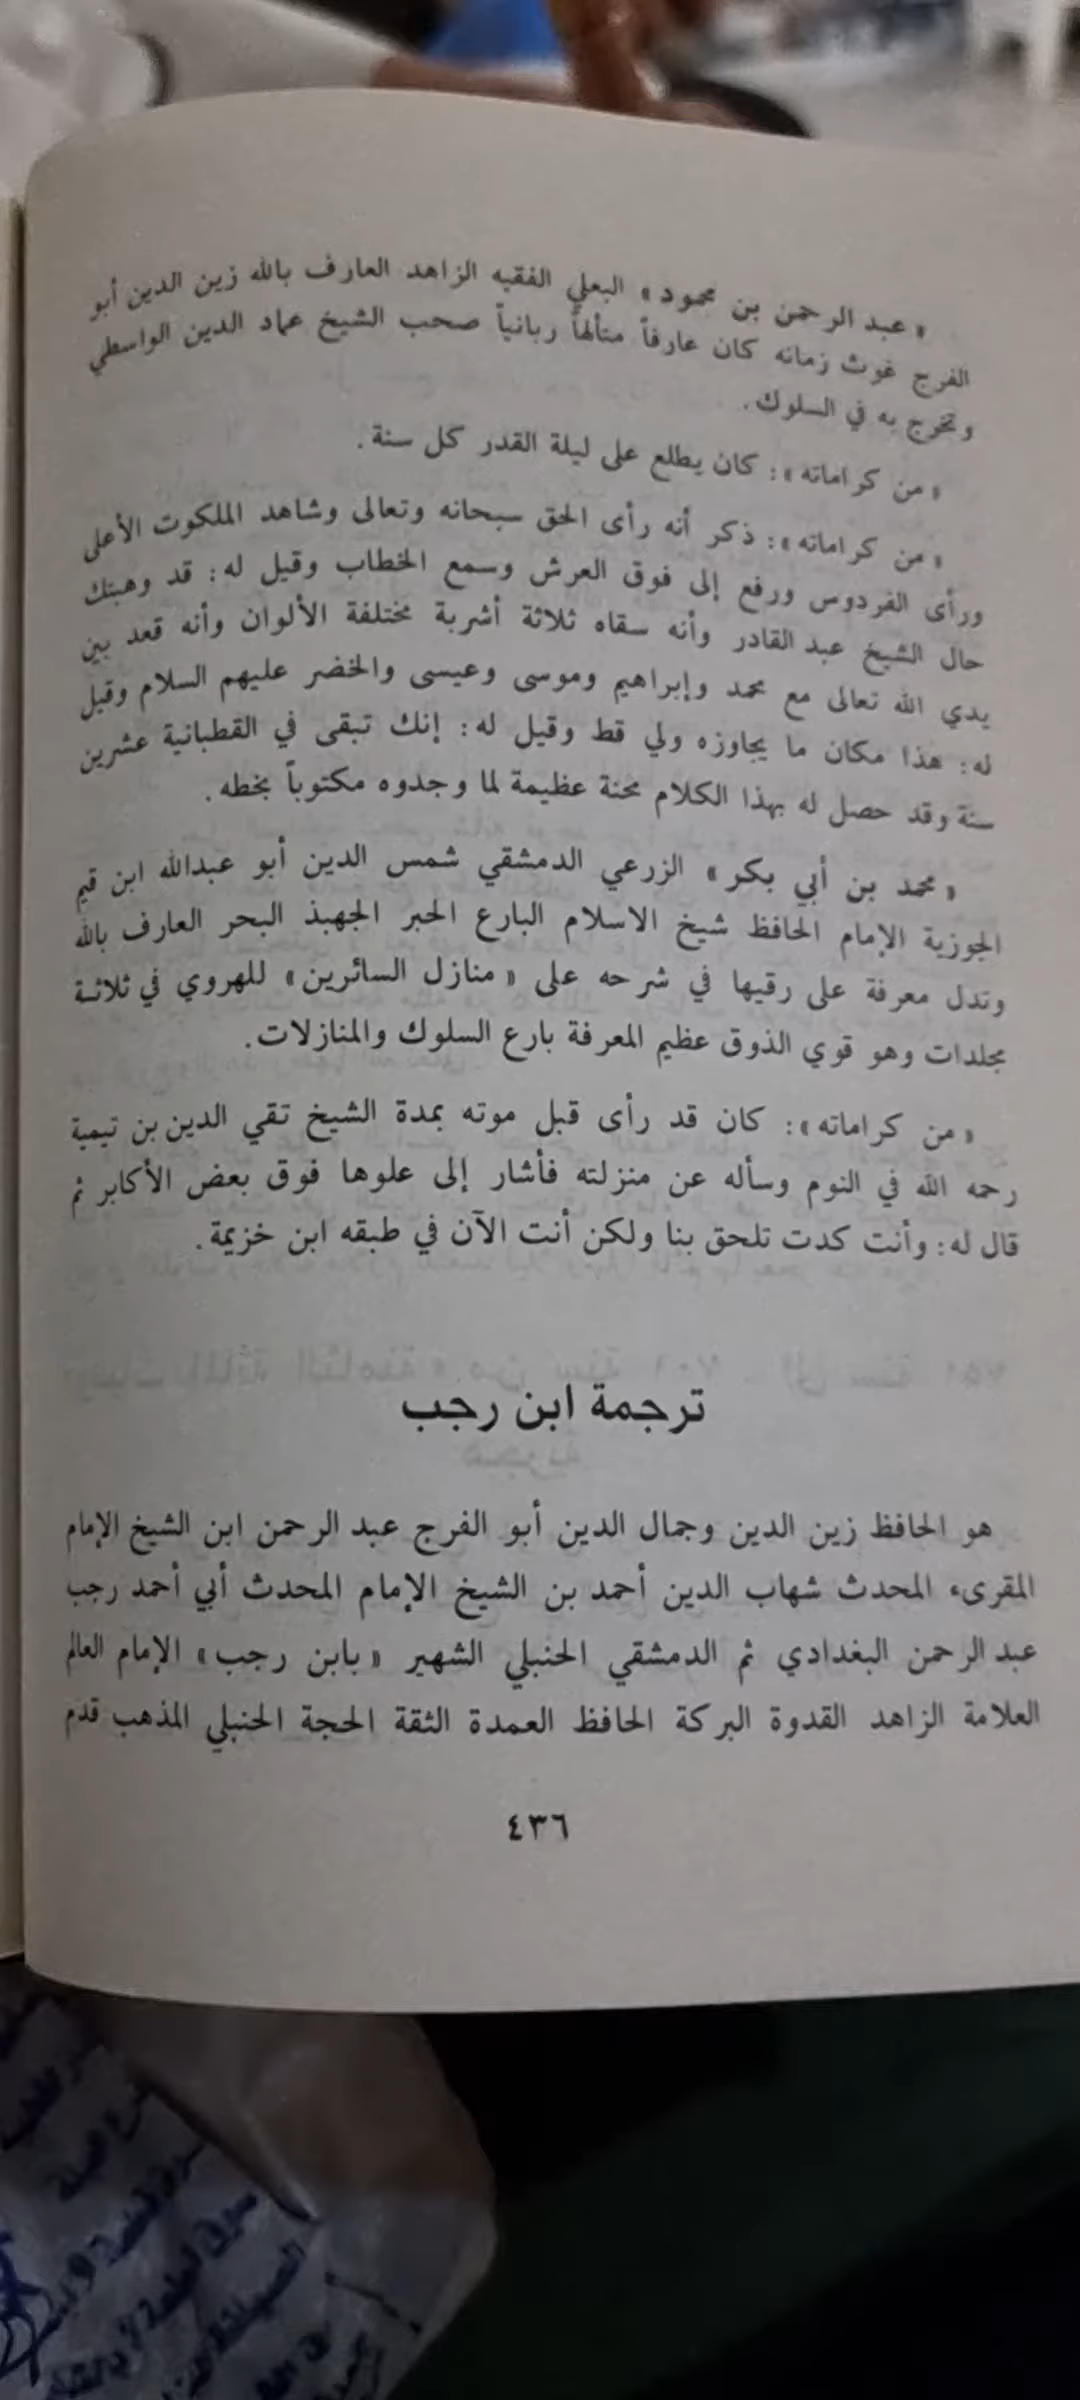 « عبد الرحمن بن محمود » البعلي الفقيه الزاهد العارف بالله زين الدين أبو
الفرج غوث زمانه كان عارفاً متألهاً ربانياً صحب الشيخ عماد الدين الواسطي
وتخرج به في السلوك.
« من كراماته »: كان يطلع على ليلة القدر كل سنة.
« من كراماته »: ذكر أنه رأى الحق سبحانه وتعالى وشاهد الملكوت الأعلى
ورأى الفردوس ورفع إلى فوق العرش وسمع الخطاب وقيل له: قد وهبتك
حال الشيخ عبد القادر وأنه سقاه ثلاثة أشربة مختلفة الألوان وأنه قعد بين
يدي الله تعالى مع محمد وإبراهيم وموسى وعيسى والخضر عليهم السلام وقيل
له: هذا مكان ما يجاوزه ولي قط وقيل له: إنك تبقى في القطبانية عشرين
سنة وقد حصل له بهذا الكلام محنة عظيمة لما وجدوه مكتوباً بخطه.
« محمد بن أبي بكر » الزرعي الدمشقي شمس الدين أبو عبدالله ابن قيم
الجوزية الإمام الحافظ شيخ الاسلام البارع الحبر الجهبذ البحر العارف بالله
وتدل معرفة على رقيها في شرحه على « منازل السائرين » للهروي في ثلاثة
مجلدات وهو قوي الذوق عظيم المعرفة بارع السلوك والمنازلات.
« من كراماته »: كان قد رأى قبل موته بمدة الشيخ تقي الدين بن تيمية
رحمه الله في النوم وسأله عن منزلته فأشار إلى علوها فوق بعض الأكابر ثم
قال له: وأنت كدت تلحق بنا ولكن أنت الآن في طبقه ابن خزيمة.
ترجمة ابن رجب
هو الحافظ زين الدين وجمال الدين أبو الفرج عبد الرحمن ابن الشيخ الإمام
المقرىء المحدث شهاب الدين أحمد بن الشيخ الإمام المحدث أبي أحمد رجب
عبد الرحمن البغدادي ثم الدمشقي الحنبلي الشهير « بابن رجب » الإمام العالم
العلامة الزاهد القدوة البركة الحافظ العمدة الثقة الحجة الحنبلي المذهب قدم
٤٣٦